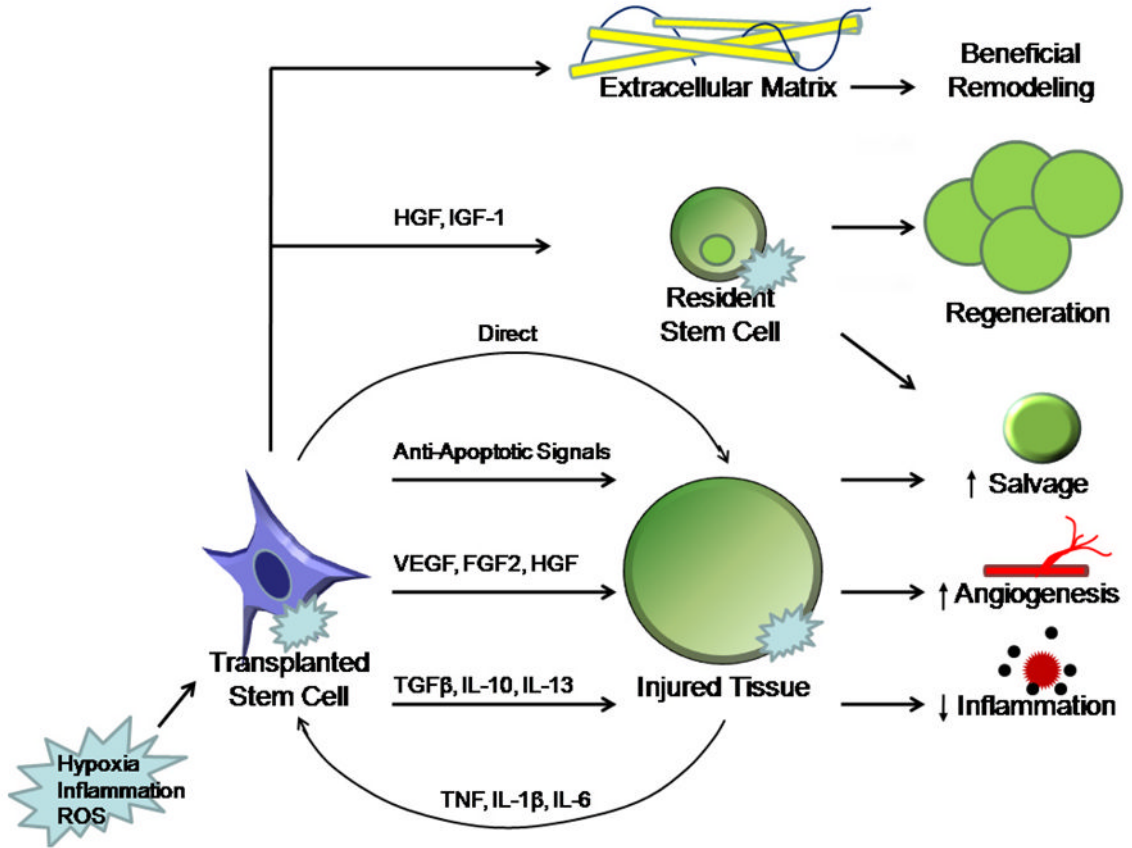 Extracellular Matrix
Beneficial
Remodeling
HGF, IGF-1
Resident
Stem Cell
Regeneration
Direct
Anti-Apoptotic Signals
↑ Salvage
VEGF, FGF2, HGF
↑ Angiogenesis
Transplanted
Stem Cell
TGFβ, IL-10, IL-13
Injured Tissue
↓ Inflammation
Hypoxia
Inflammation
ROS
TNF, IL-1β, IL-6